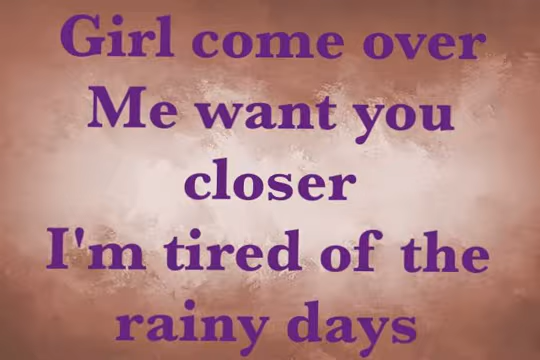 Girl come over
Me want you
closer
I'm tired of the
rainy days